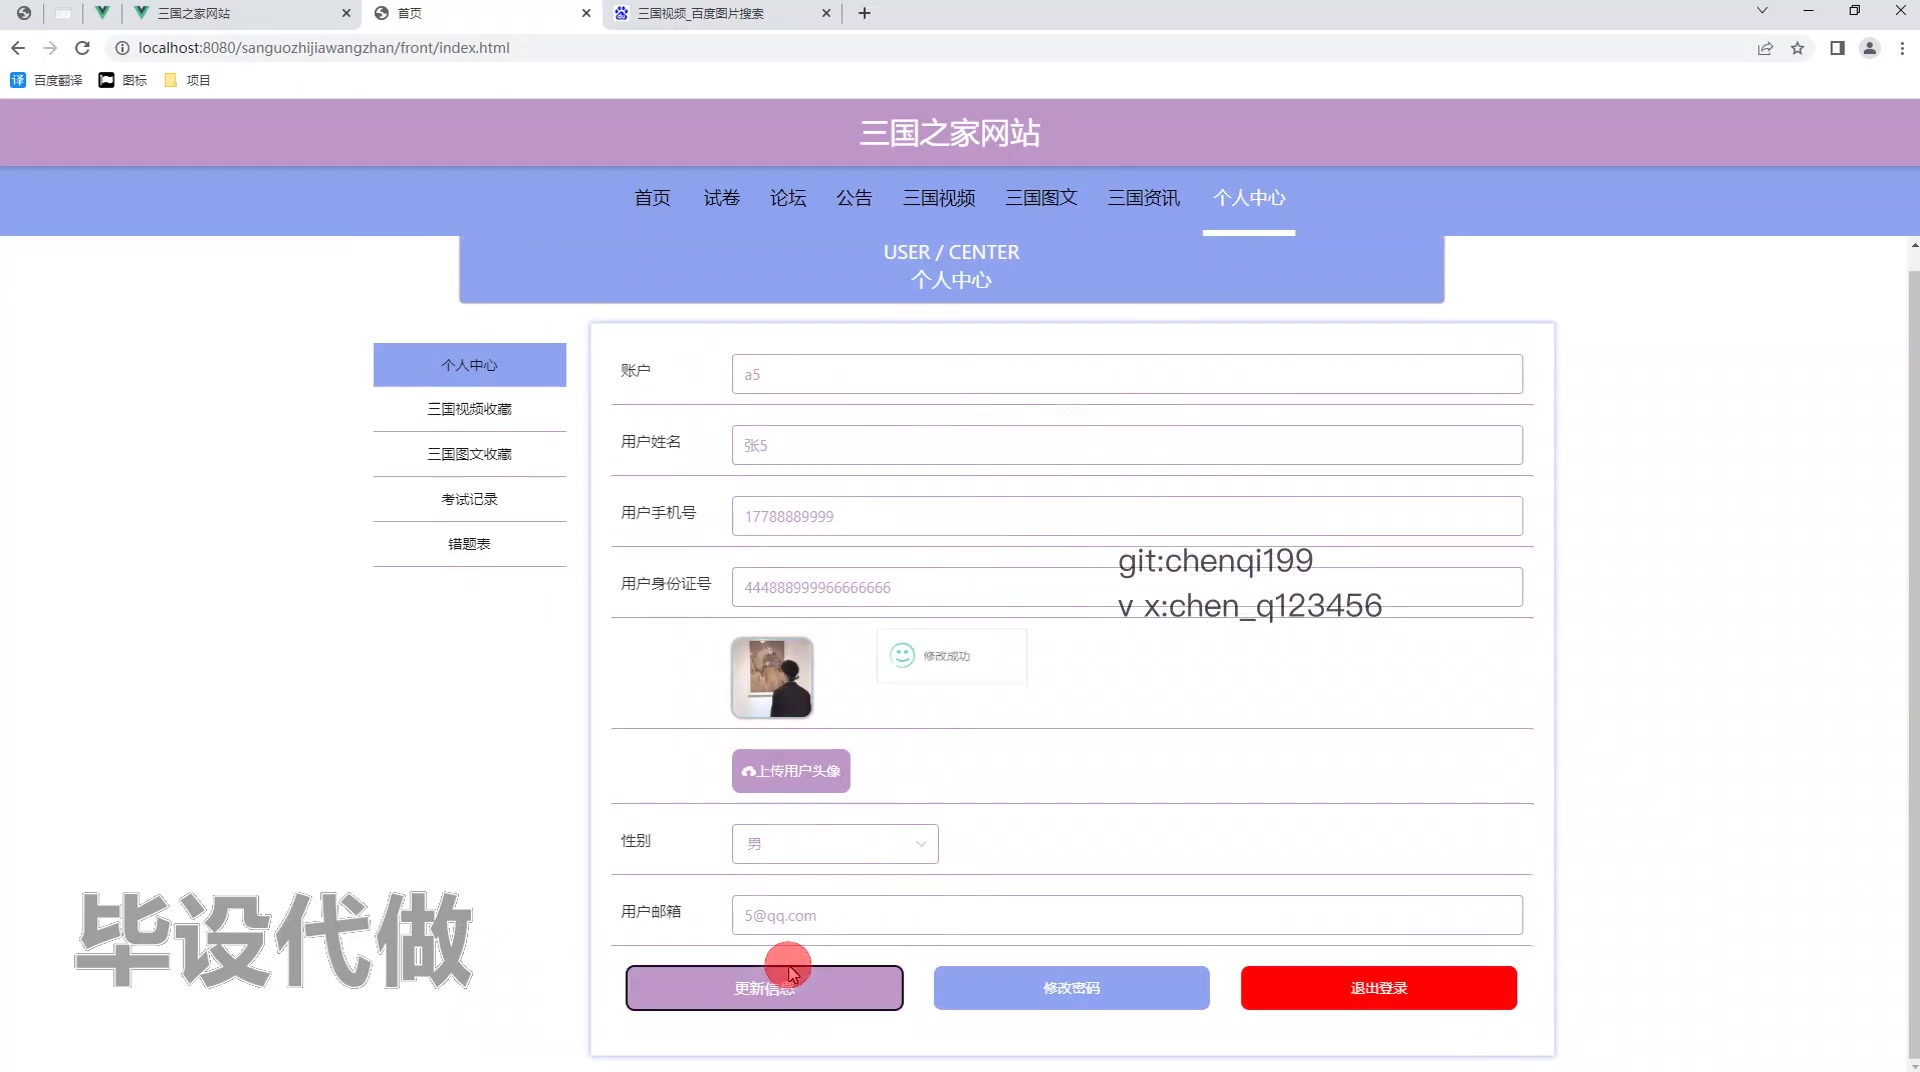 三国之家网站
首页
三国视频_百度图片搜索
localhost:8080/sanguozhijiawangzhan/front/index.html
百度翻译
图标
项目
三国之家网站
首页
试卷
论坛
公告
三国视频
三国图文
三国资讯
个人中心
USER / CENTER
个人中心
个人中心
三国视频收藏
三国图文收藏
考试记录
错题表
账户
a5
用户姓名
张5
用户手机号
17788889999
用户身份证号
444888999966666666
git:chenqi199
v x:chen_q123456
修改成功
上传用户头像
性别
男
用户邮箱
5@qq.com
更新信息
修改密码
退出登录
毕设代做